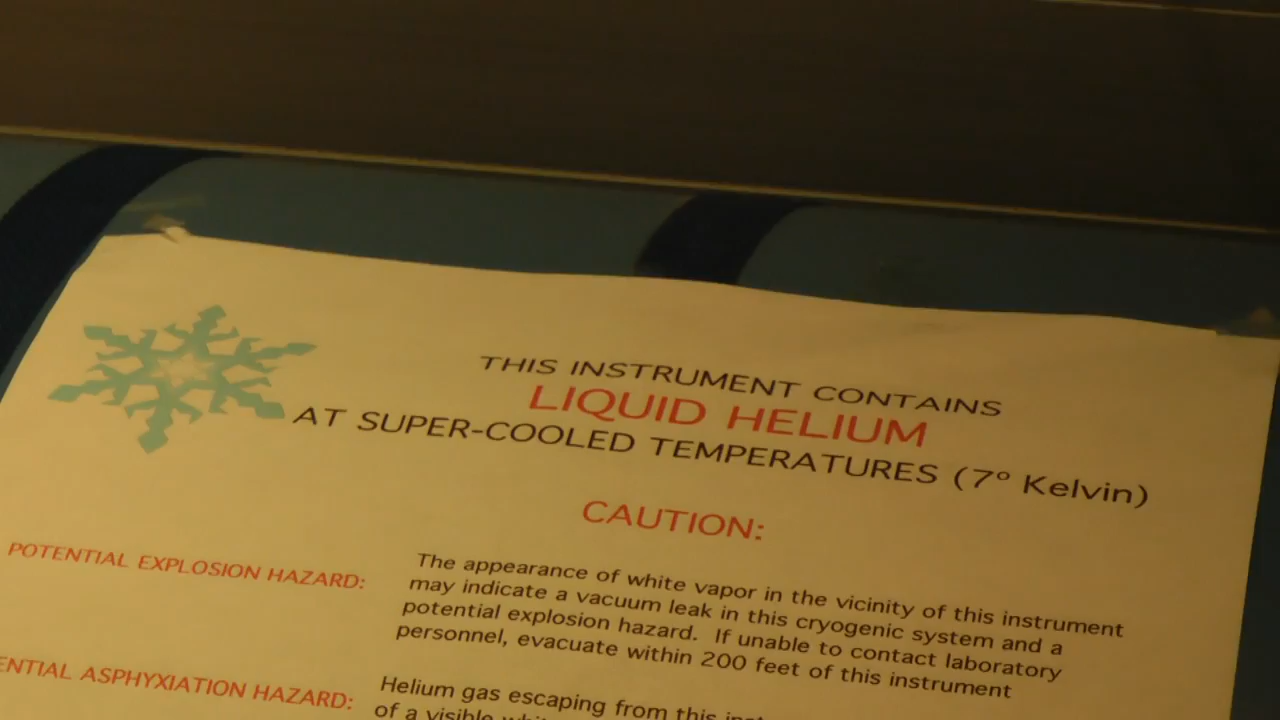 THIS INSTRUMENT CONTAINS
LIQUID HELIUM
AT SUPER-COOLED TEMPERATURES (7° Kelvin)
CAUTION:
POTENTIAL EXPLOSION HAZARD:
The appearance of white vapor in the vicinity of this instrument
may indicate a vacuum leak in this cryogenic system and a
potential explosion hazard. If unable to contact laboratory
personnel, evacuate within 200 feet of this instrument
ENTIAL ASPHYXIATION HAZARD:
Helium gas escaping from this
of a visible